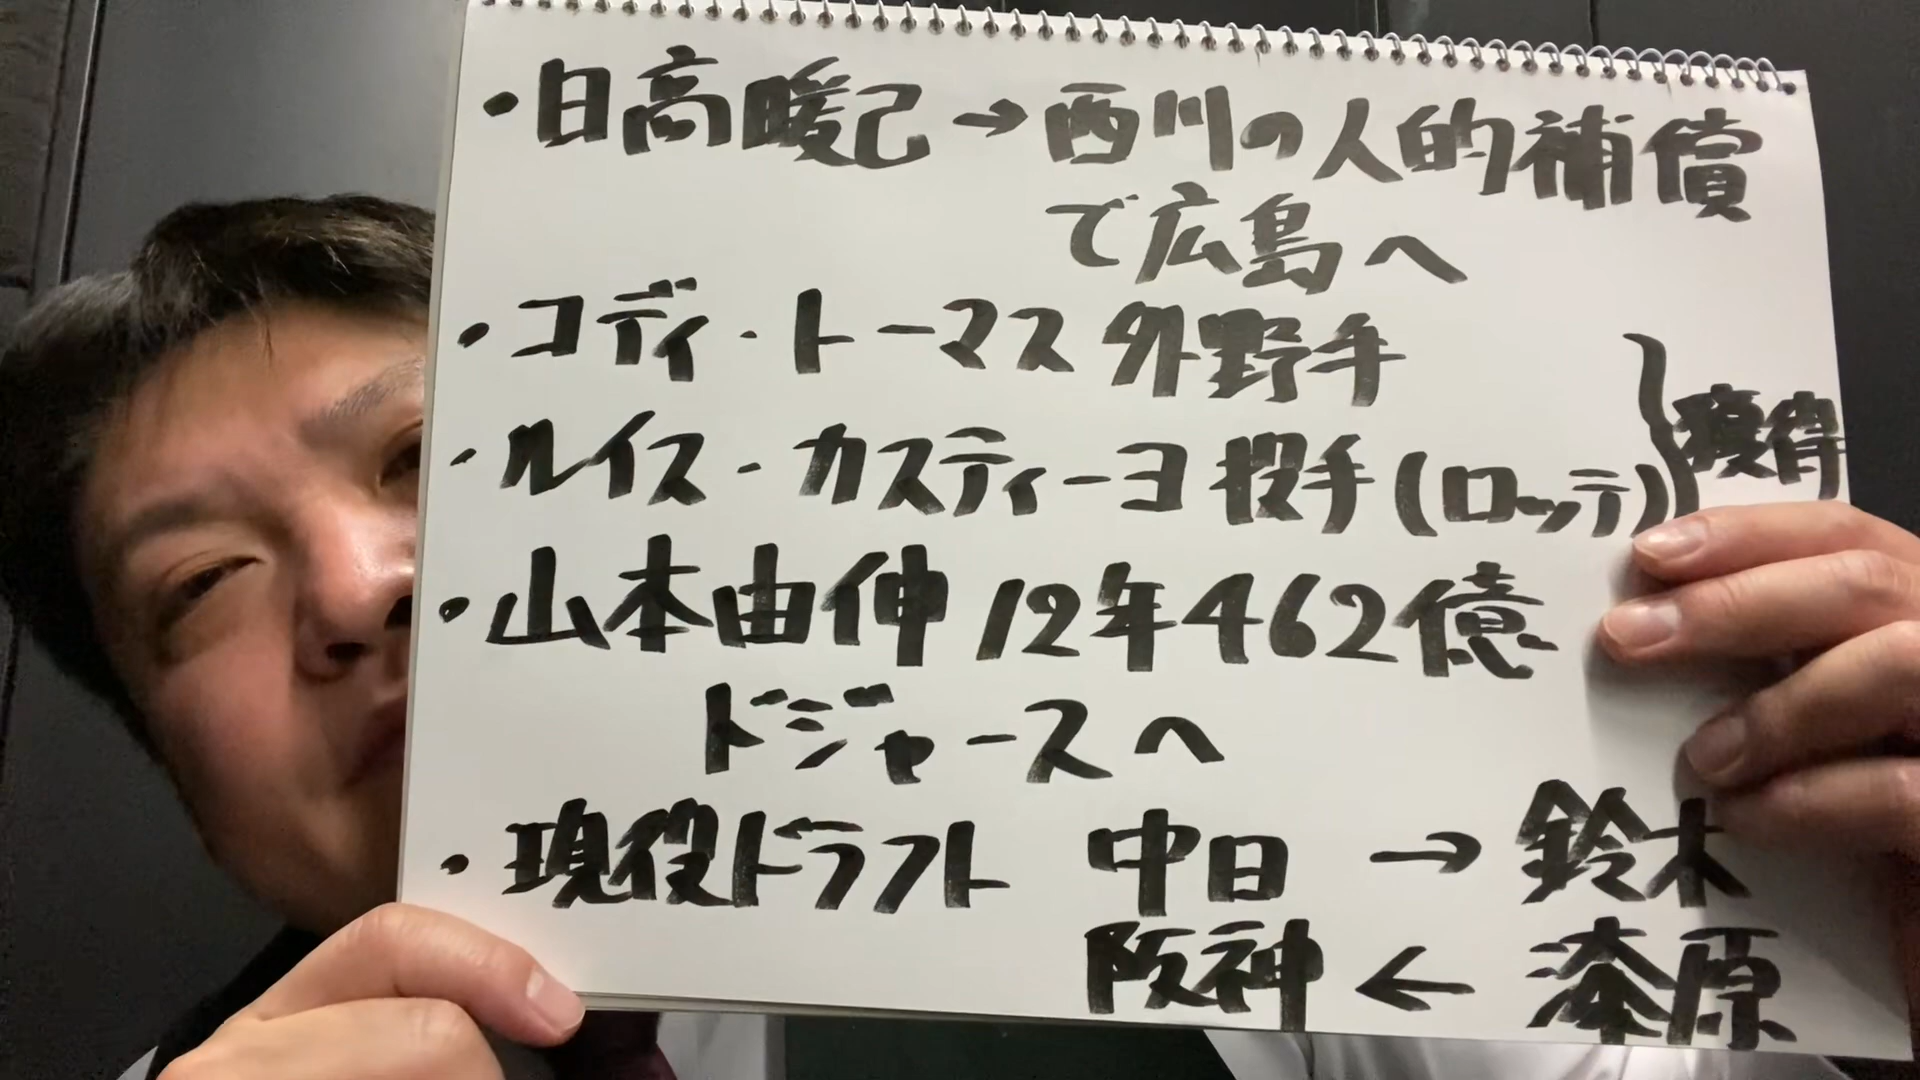 ・日高暖己→西川の人的補償
で広島へ
・コディ・トーマス外野手
・ルイス・カスティーヨ投手(ロッテ) }獲得
・山本由伸 12年462億
ドジャースへ
・現役ドラフト 中日→鈴木
阪神←漆原